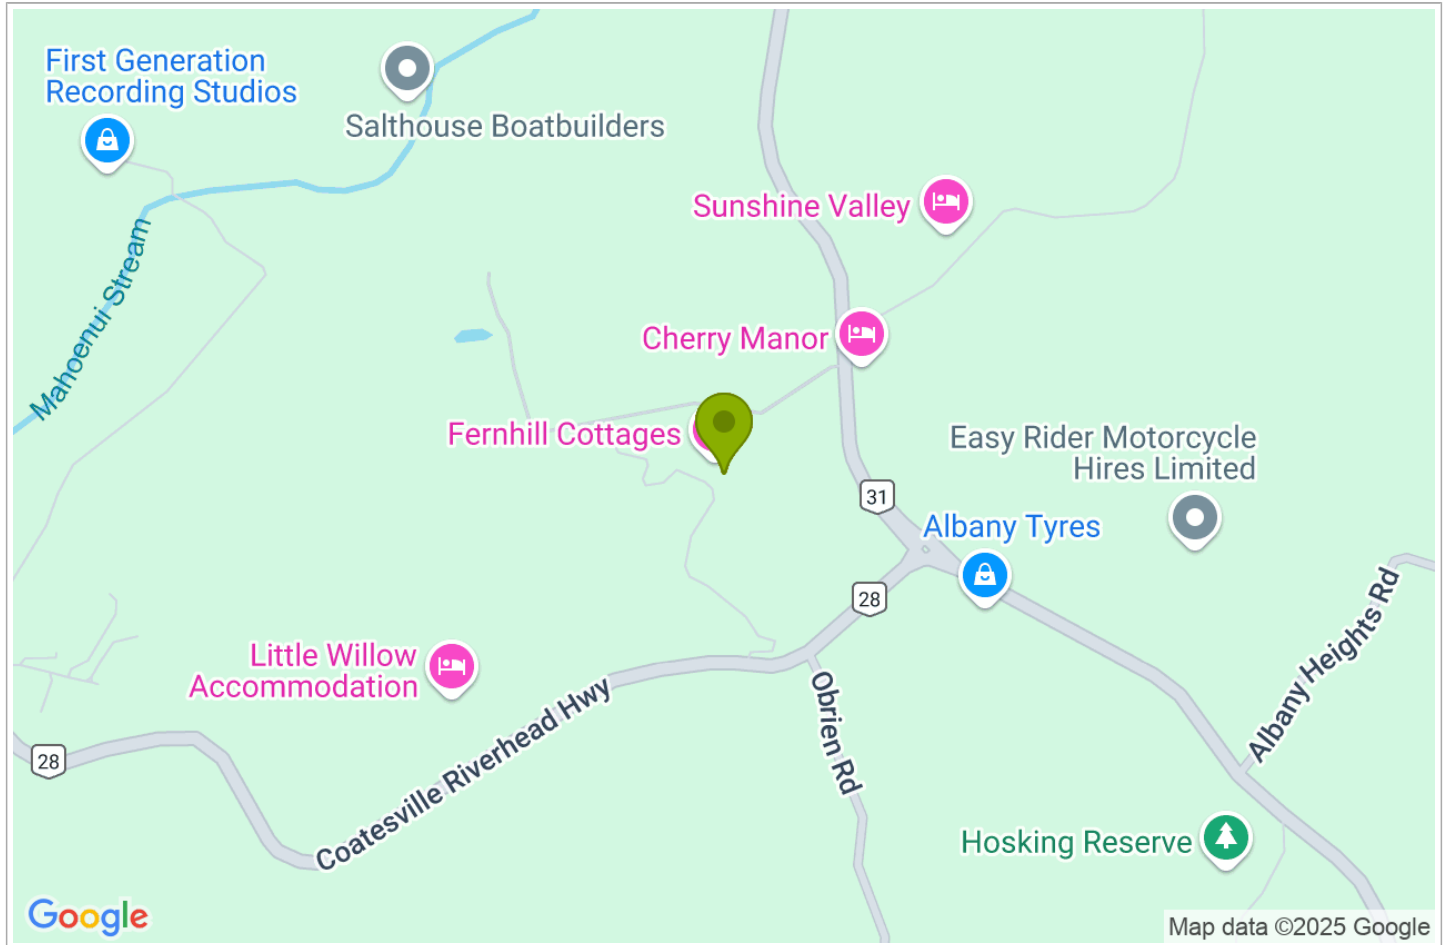 First Generation
Recording Studios
Salthouse Boatbuilders
Mahoenui Stream
Sunshine Valley
Cherry Manor
Fernhill Cottages
Easy Rider Motorcycle
Hires Limited
31
Albany Tyres
28
Little Willow
Accommodation
Obrien Rd
Albany Heights Rd
28
Coatesville Riverhead Hwy
Hosking Reserve
Google
Map data ©2025 Google